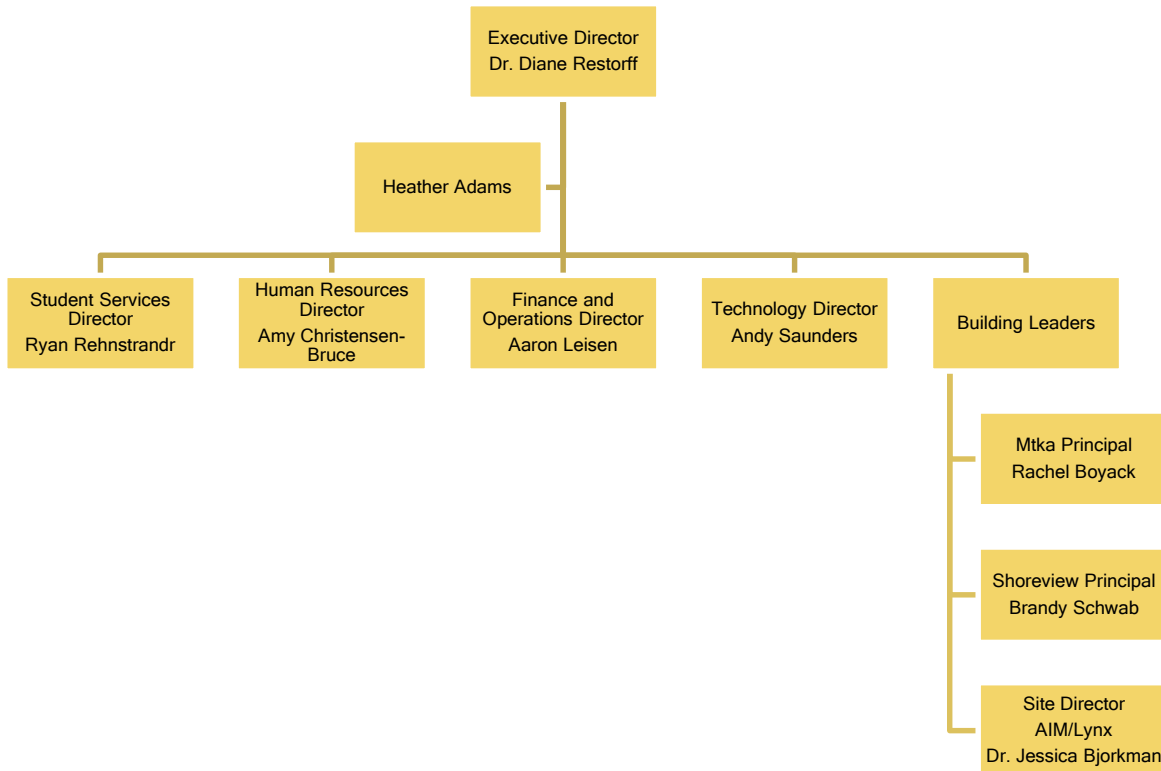 Executive Director
Dr. Diane Restorff
Heather Adams
Student Services
Director
Ryan Rehnstrandr
Human Resources
Director
Amy Christensen-
Bruce
Finance and
Operations Director
Aaron Leisen
Technology Director
Andy Saunders
Building Leaders
Mtka Principal
Rachel Boyack
Shoreview Principal
Brandy Schwab
Site Director
AIM/Lynx
Dr. Jessica Bjorkman